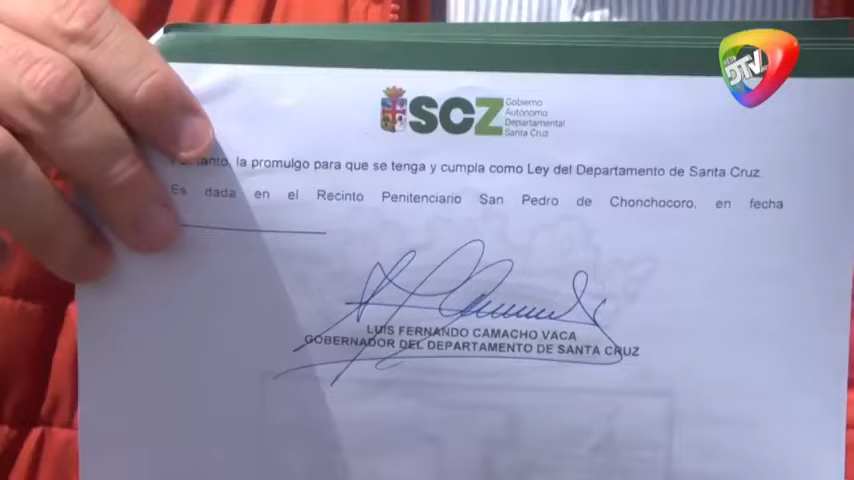 DTV
SCZ
Gobierno
Autónomo
Departamental
Santa Cruz
tanto, la promulgo para que se tenga y cumpla como Ley del Departamento de Santa Cruz.
Es dada en el Recinto Penitenciario San Pedro de Chonchocoro, en fecha
LUIS FERNANDO CAMACHO VACA
GOBERNADOR DEL DEPARTAMENTO DE SANTA CRUZ